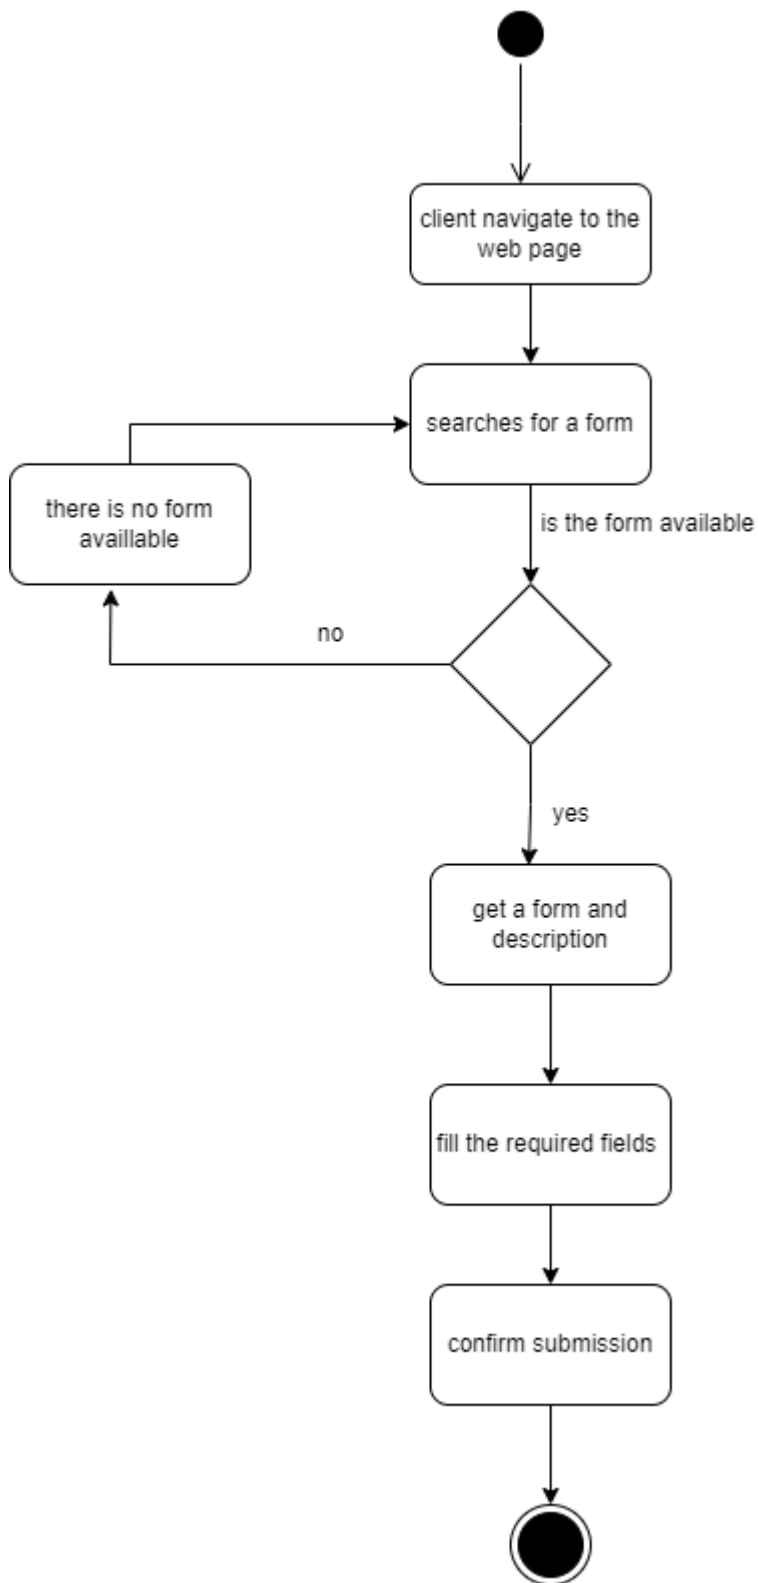 client navigate to the
web page
searches for a form
there is no form
availlable
is the form available
no
yes
get a form and
description
fill the required fields
confirm submission